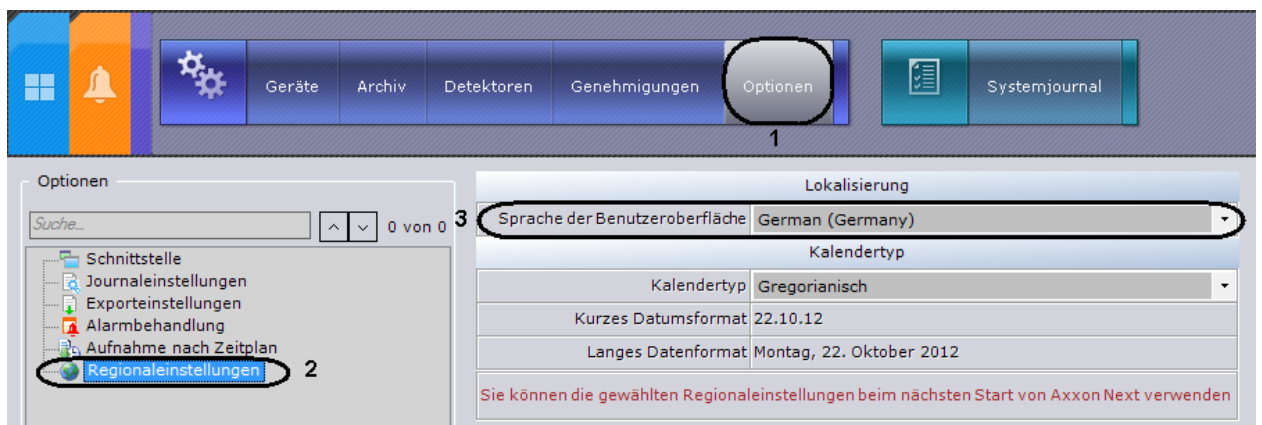 Geräte Archiv Detektoren Genehmigungen Optionen Systemjournal
1
Optionen
Suche...
0 von 0
Schnittstelle
Journaleinstellungen
Exporteinstellungen
Alarmbehandlung
Aufnahme nach Zeitplan
Regionaleinstellungen 2
Lokalisierung
3 Sprache der Benutzeroberfläche German (Germany)
Kalendertyp
Kalendertyp Gregorianisch
Kurzes Datumsformat 22.10.12
Langes Datenformat Montag, 22. Oktober 2012
Sie können die gewählten Regionaleinstellungen beim nächsten Start von Axxon Next verwenden